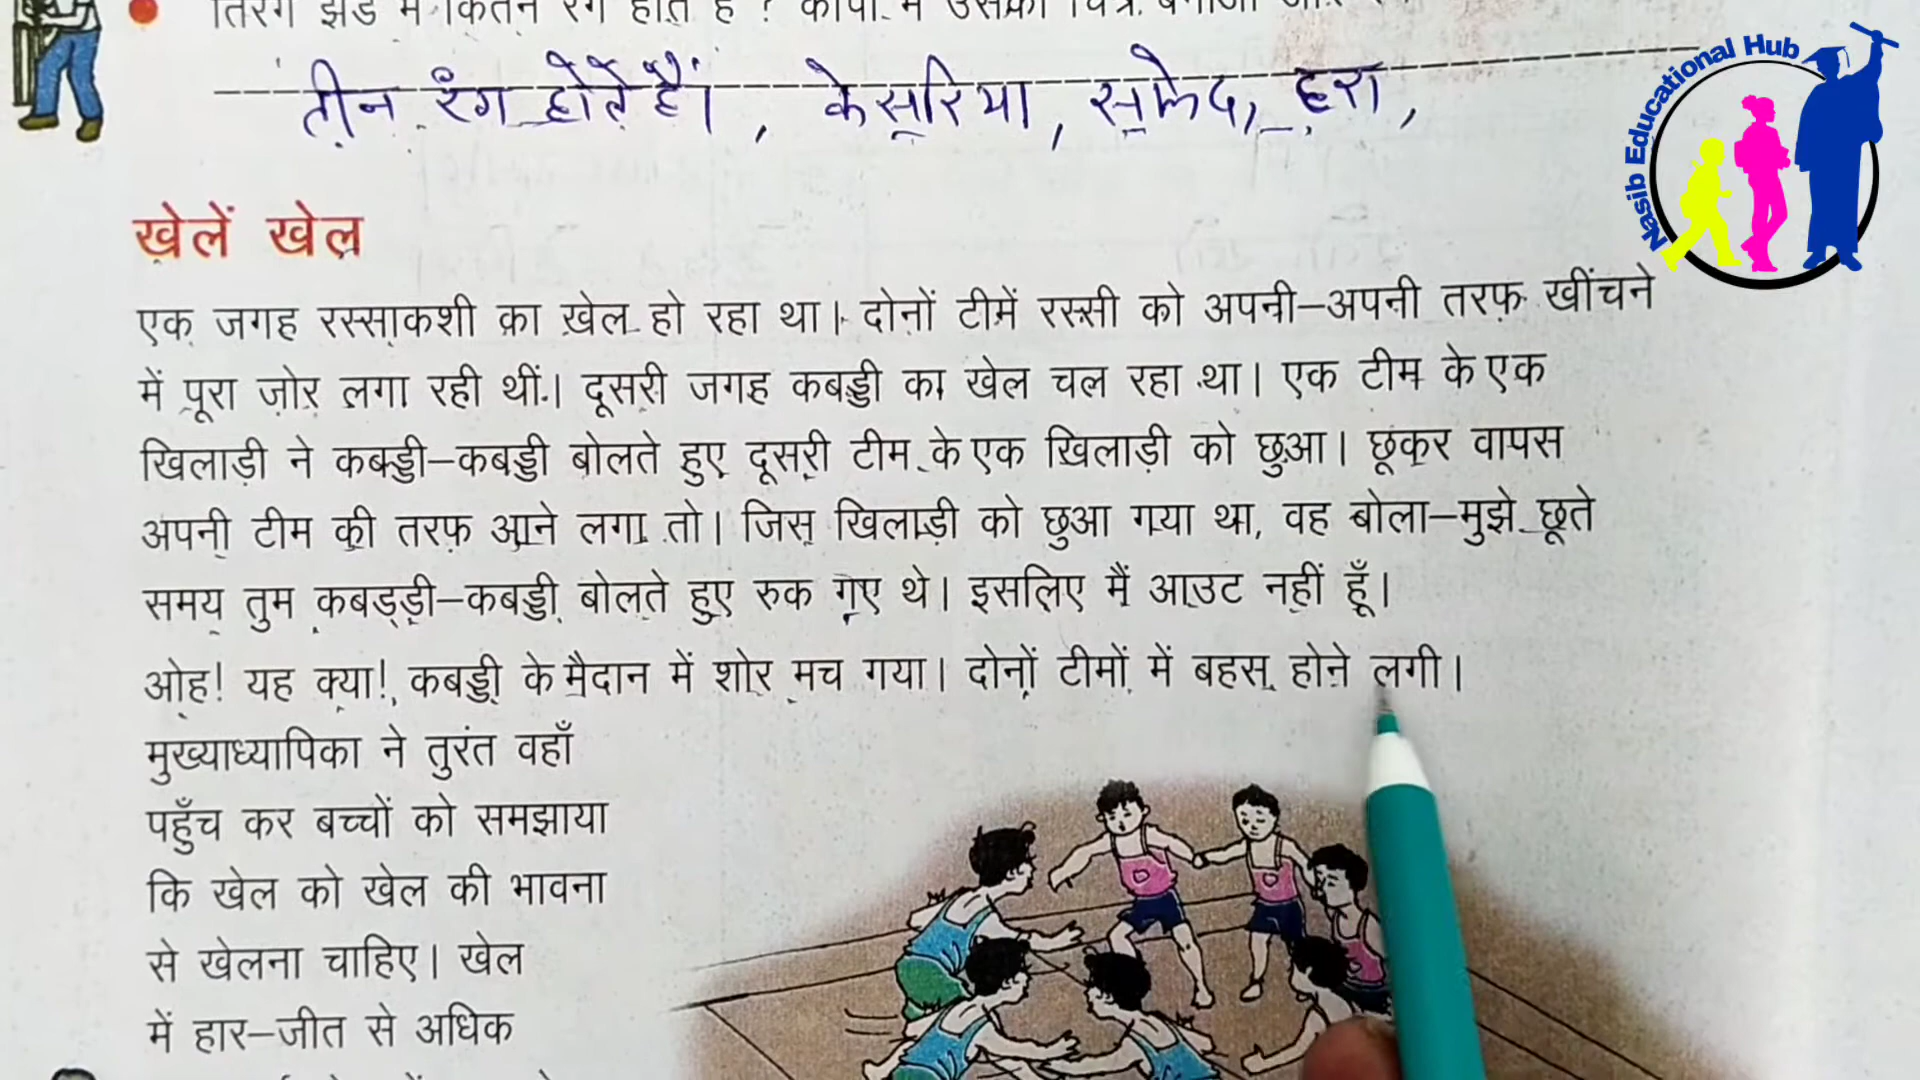 तिरंगे झंडे में कितने रंग होते हैं ? कॉपी में उसका चित्र बनाओ
तीन रंग होते हैं। , केसरिया, सफेद, हरा,
Nasib Educational Hub
खेलें खेल
एक जगह रस्साकशी का खेल हो रहा था। दोनों टीमें रस्सी को अपनी–अपनी तरफ़ खींचने
में पूरा ज़ोर लगा रही थीं। दूसरी जगह कबड्डी का खेल चल रहा था। एक टीम के एक
खिलाड़ी ने कबड्डी–कबड्डी बोलते हुए दूसरी टीम के एक खिलाड़ी को छुआ। छूकर वापस
अपनी टीम की तरफ़ आने लगा तो। जिस खिलाड़ी को छुआ गया था, वह बोला–मुझे छूते
समय तुम कबड्ड़ी–कबड्डी बोलते हुए रुक गए थे। इसलिए मैं आउट नहीं हूँ।
ओह! यह क्या! कबड्डी के मैदान में शोर मच गया। दोनों टीमों में बहस होने लगी।
मुख्याध्यापिका ने तुरंत वहाँ
पहुँच कर बच्चों को समझाया
कि खेल को खेल की भावना
से खेलना चाहिए। खेल
में हार–जीत से अधिक